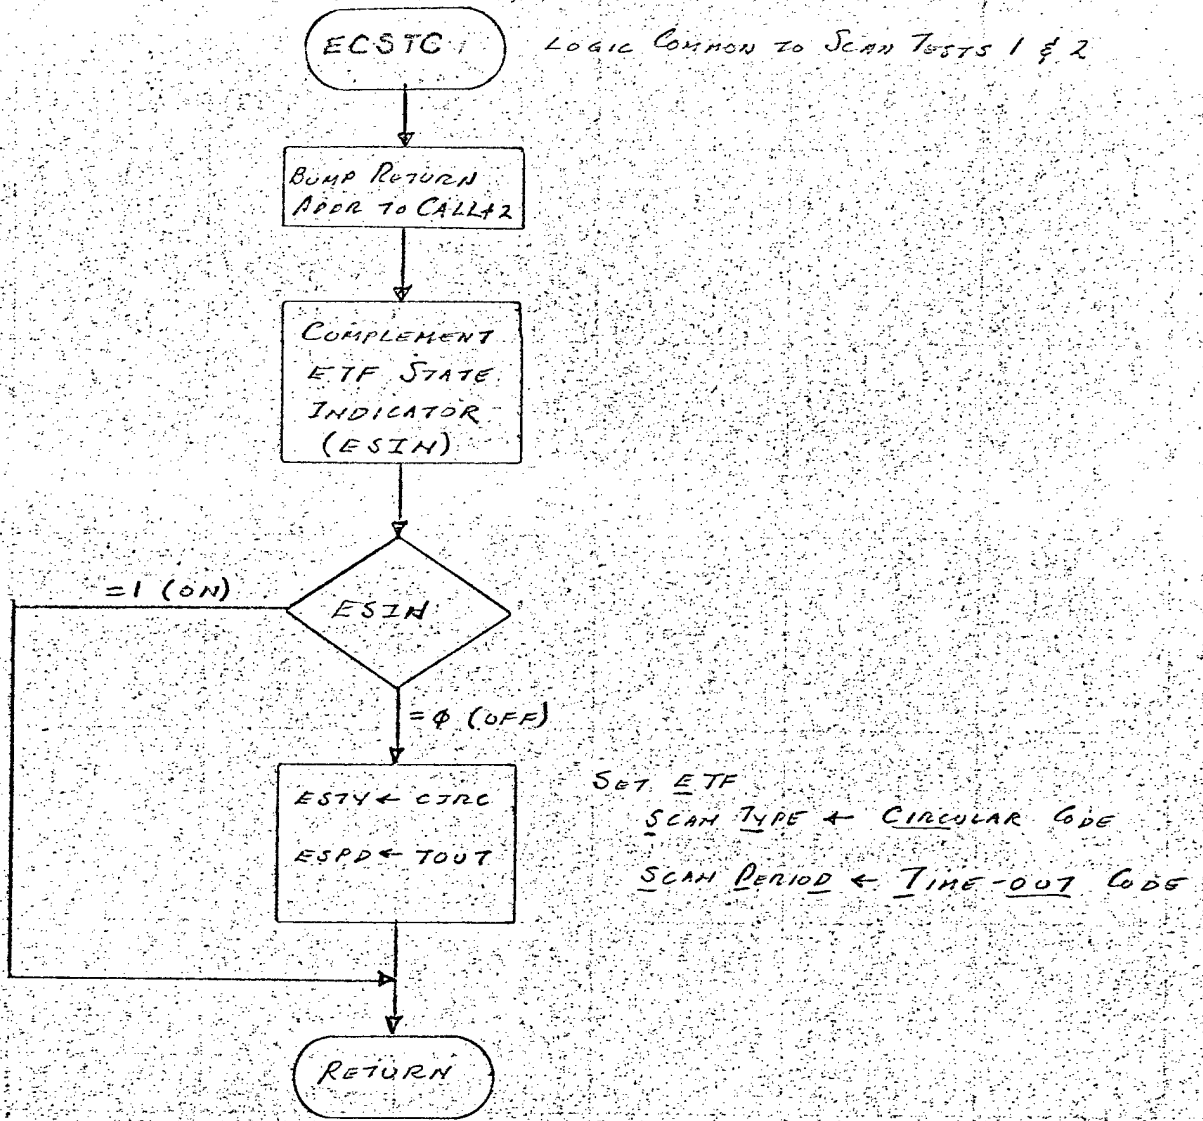 ECSTC
LOGIC COMMON TO SCAN TESTS 1 & 2
BUMP RETURN
ADDR TO CALL+2
COMPLEMENT
ETF STATE
INDICATOR
(ESIN)
=1 (ON)
ESIN
=φ (OFF)
ESTY ← CIRC
ESPD ← TOUT
SET ETF
SCAN TYPE ← CIRCULAR CODE
SCAN PERIOD ← TIME-OUT CODE
RETURN